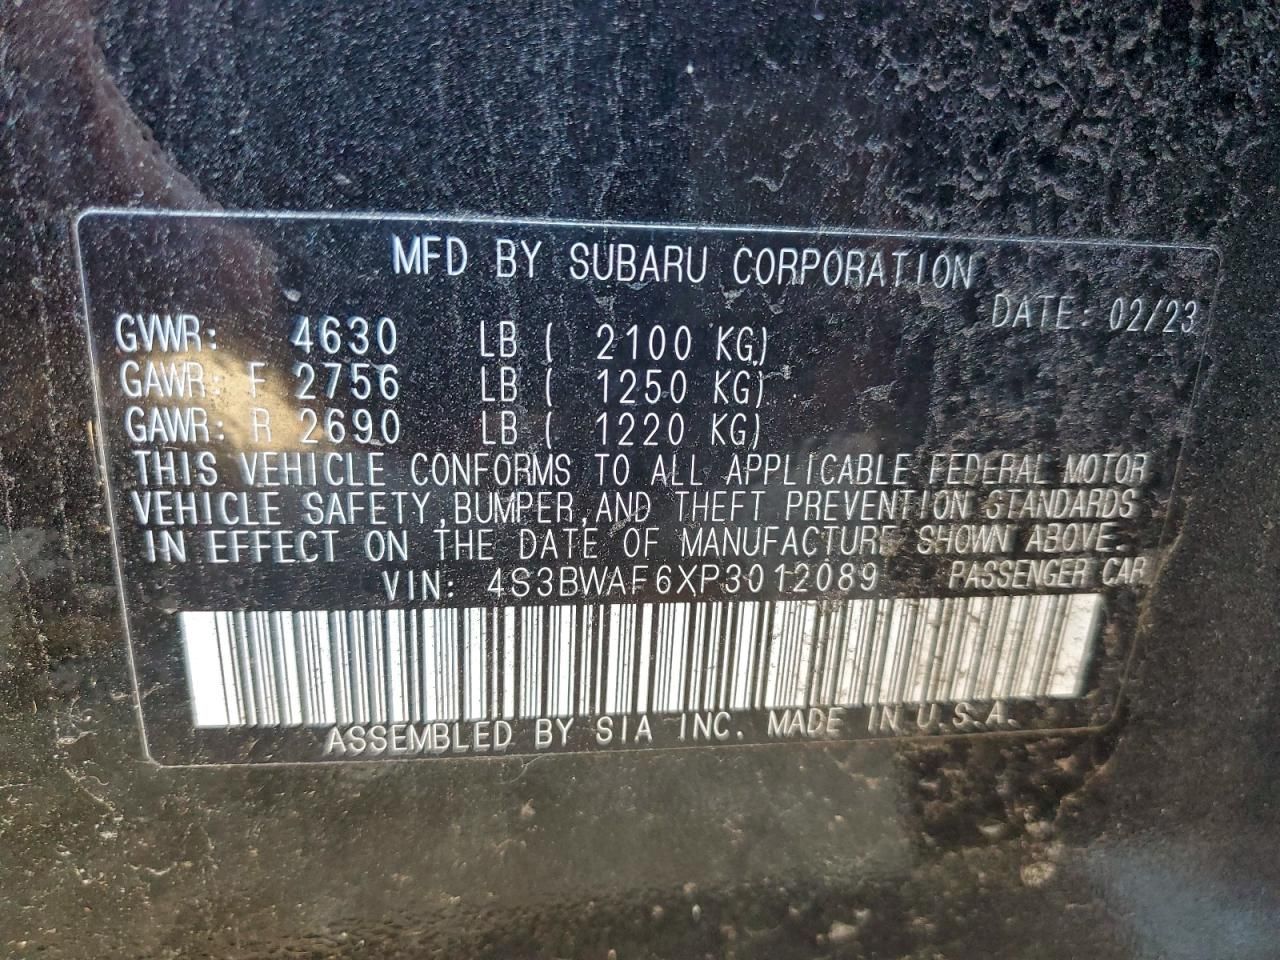 MFD BY SUBARU CORPORATION
DATE: 02/23
GVWR: 4630 LB ( 2100 KG)
GAWR: F 2756 LB ( 1250 KG)
GAWR: R 2690 LB ( 1220 KG)
THIS VEHICLE CONFORMS TO ALL APPLICABLE FEDERAL MOTOR
VEHICLE SAFETY, BUMPER, AND THEFT PREVENTION STANDARDS
IN EFFECT ON THE DATE OF MANUFACTURE SHOWN ABOVE.
VIN: 4S3BWAF6XP3012089 PASSENGER CAR
ASSEMBLED BY SIA INC. MADE IN U.S.A.